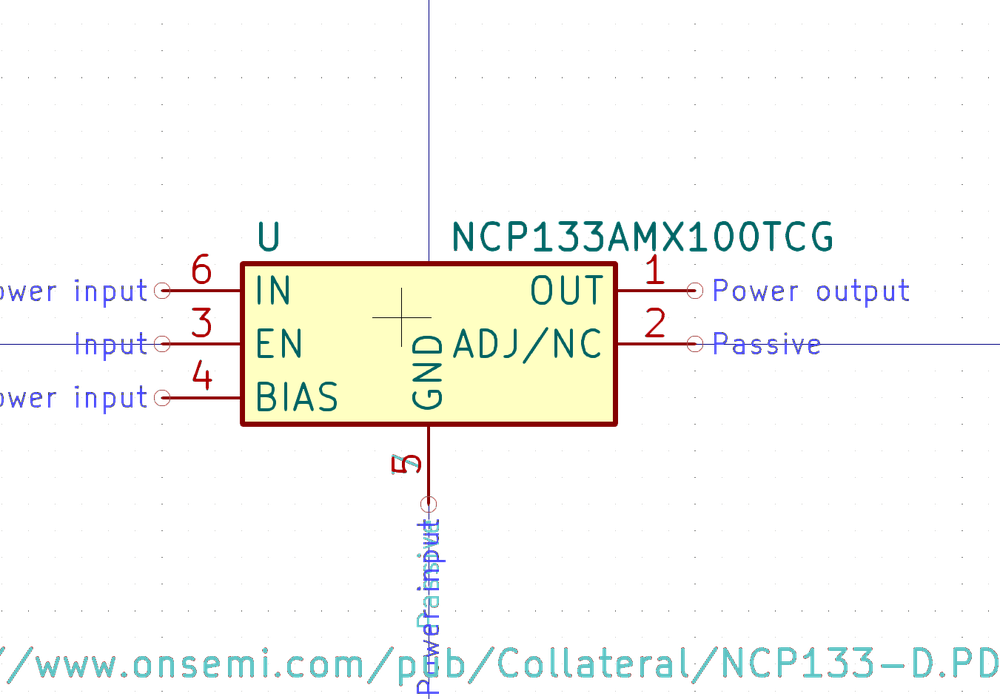 U NCP133AMX100TCG
ower input 6 IN OUT 1 Power output
Input 3 EN ADJ/NC 2 Passive
ower input 4 BIAS GND
5
Power input
Passive
//www.onsemi.com/pub/Collateral/NCP133-D.PD